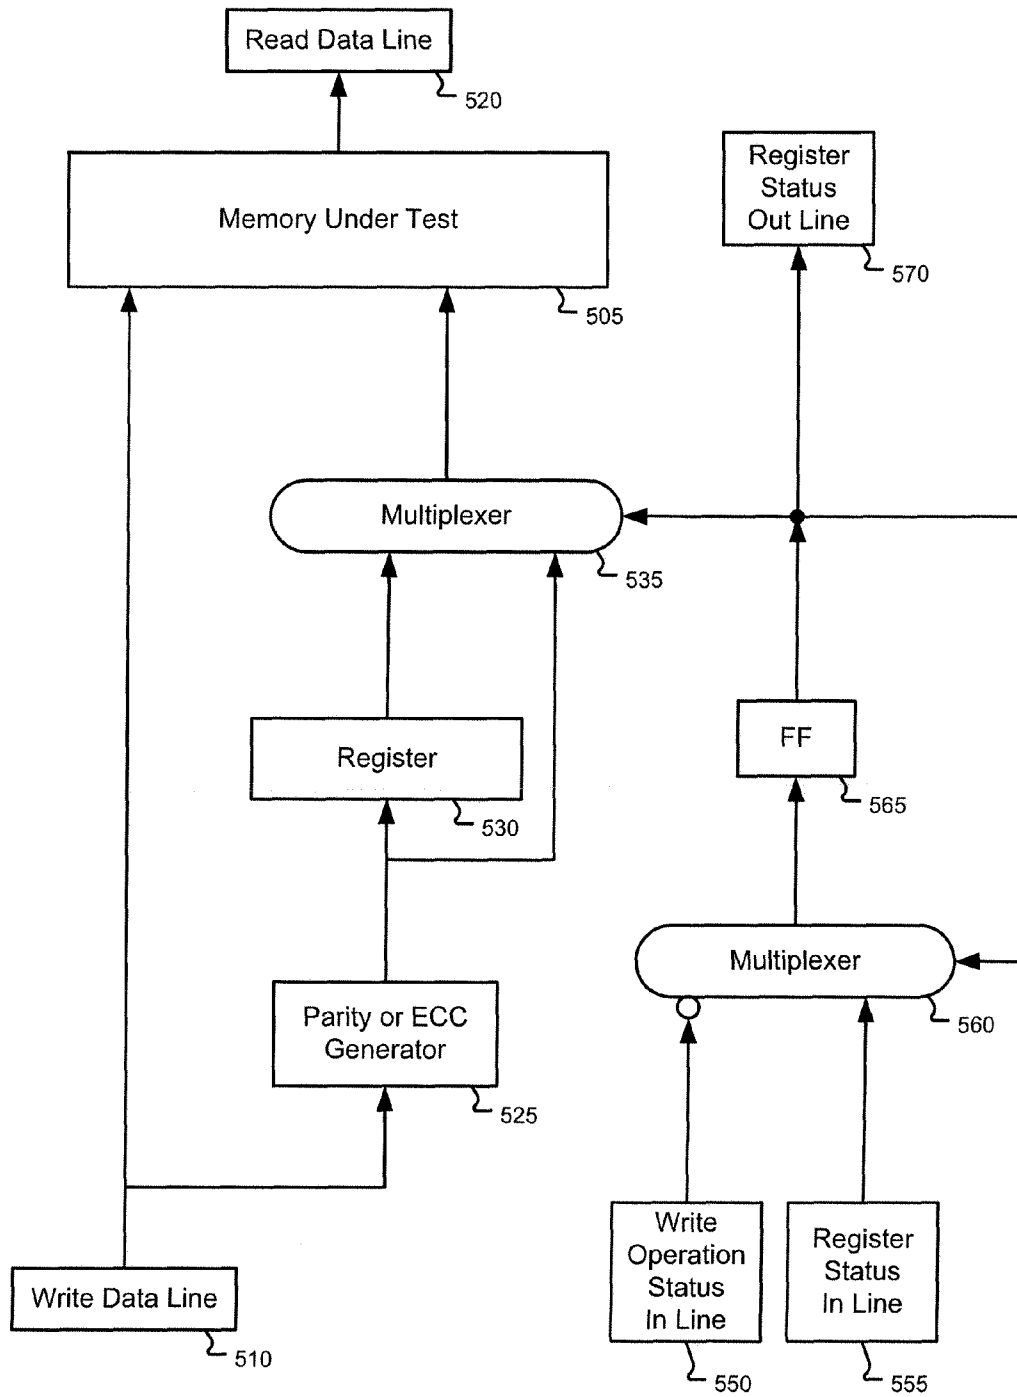 Read Data Line
520
Memory Under Test
505
Register
Status
Out Line
570
Multiplexer
535
Register
530
FF
565
Multiplexer
560
Parity or ECC
Generator
525
Write
Operation
Status
In Line
550
Register
Status
In Line
555
Write Data Line
510